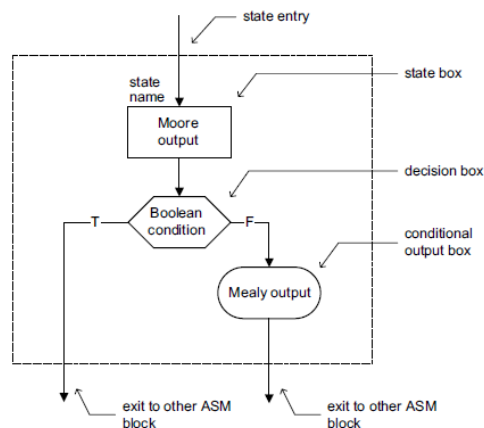 state entry
state box
state
name
Moore
output
decision box
Boolean
condition
T
F
conditional
output box
Mealy output
exit to other ASM
block
exit to other ASM
block